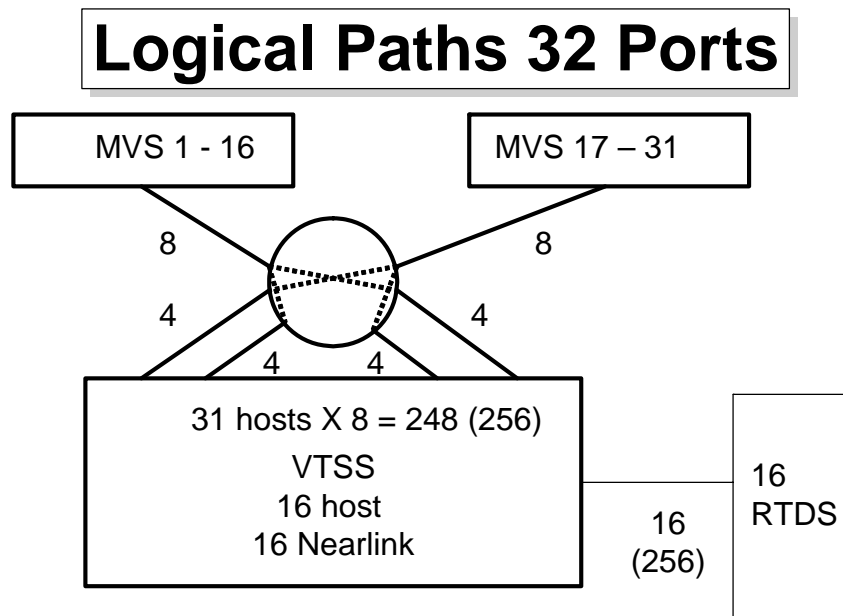 Logical Paths 32 Ports
MVS 1 - 16
MVS 17 – 31
8
8
4
4
4
4
31 hosts X 8 = 248 (256)
VTSS
16 host
16 Nearlink
16
(256)
16
RTDS